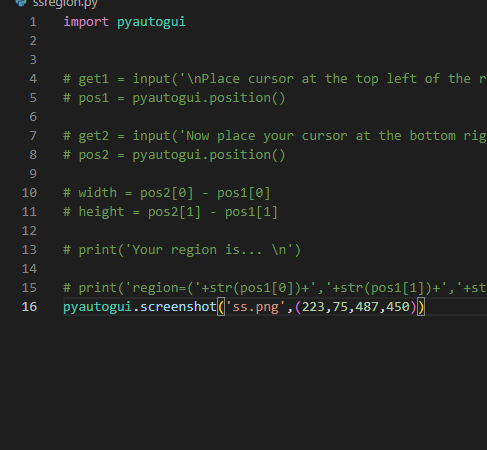 ssregion.py
1 import pyautogui
2
3
4 # get1 = input('\nPlace cursor at the top left of the r
5 # pos1 = pyautogui.position()
6
7 # get2 = input('Now place your cursor at the bottom rig
8 # pos2 = pyautogui.position()
9
10 # width = pos2[0] - pos1[0]
11 # height = pos2[1] - pos1[1]
12
13 # print('Your region is... \n')
14
15 # print('region=('+str(pos1[0])+','+str(pos1[1])+','+st
16 pyautogui.screenshot('ss.png',(223,75,487,450))